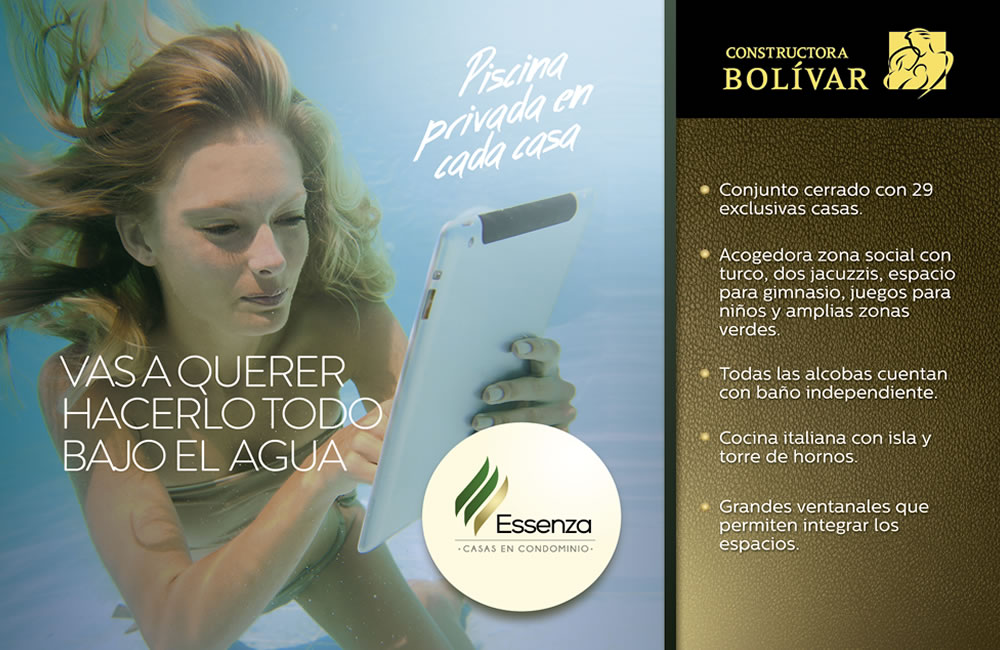 Piscina
privada en
cada casa
VAS A QUERER
HACERLO TODO
BAJO EL AGUA
Essenza
• CASAS EN CONDOMINIO •
CONSTRUCTORA
BOLÍVAR
• Conjunto cerrado con 29
exclusivas casas.
• Acogedora zona social con
turco, dos jacuzzis, espacio
para gimnasio, juegos para
niños y amplias zonas
verdes.
• Todas las alcobas cuentan
con baño independiente.
• Cocina italiana con isla y
torre de hornos.
• Grandes ventanales que
permiten integrar los
espacios.